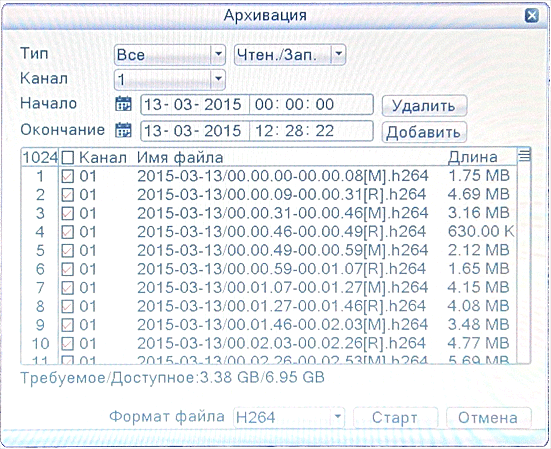 Архивация
Тип Все Чтен./Зап.
Канал 1
Начало 13-03-2015 00:00:00 Удалить
Окончание 13-03-2015 12:28:22 Добавить
1024 Канал Имя файла Длина
1 01 2015-03-13/00.00.00-00.00.08[M].h264 1.75 MB
2 01 2015-03-13/00.00.09-00.00.31[R].h264 4.69 MB
3 01 2015-03-13/00.00.31-00.00.46[M].h264 3.16 MB
4 01 2015-03-13/00.00.46-00.00.49[R].h264 630.00 K
5 01 2015-03-13/00.00.49-00.00.59[M].h264 2.12 MB
6 01 2015-03-13/00.00.59-00.01.07[R].h264 1.65 MB
7 01 2015-03-13/00.01.07-00.01.27[M].h264 4.15 MB
8 01 2015-03-13/00.01.27-00.01.46[R].h264 4.08 MB
9 01 2015-03-13/00.01.46-00.02.03[M].h264 3.48 MB
10 01 2015-03-13/00.02.03-00.02.26[R].h264 4.77 MB
11 01 2015-03-13/00.02.26-00.02.53[M].h264 5.69 MB
Требуемое/Доступное:3.38 GB/6.95 GB
Формат файла H264 Старт Отмена